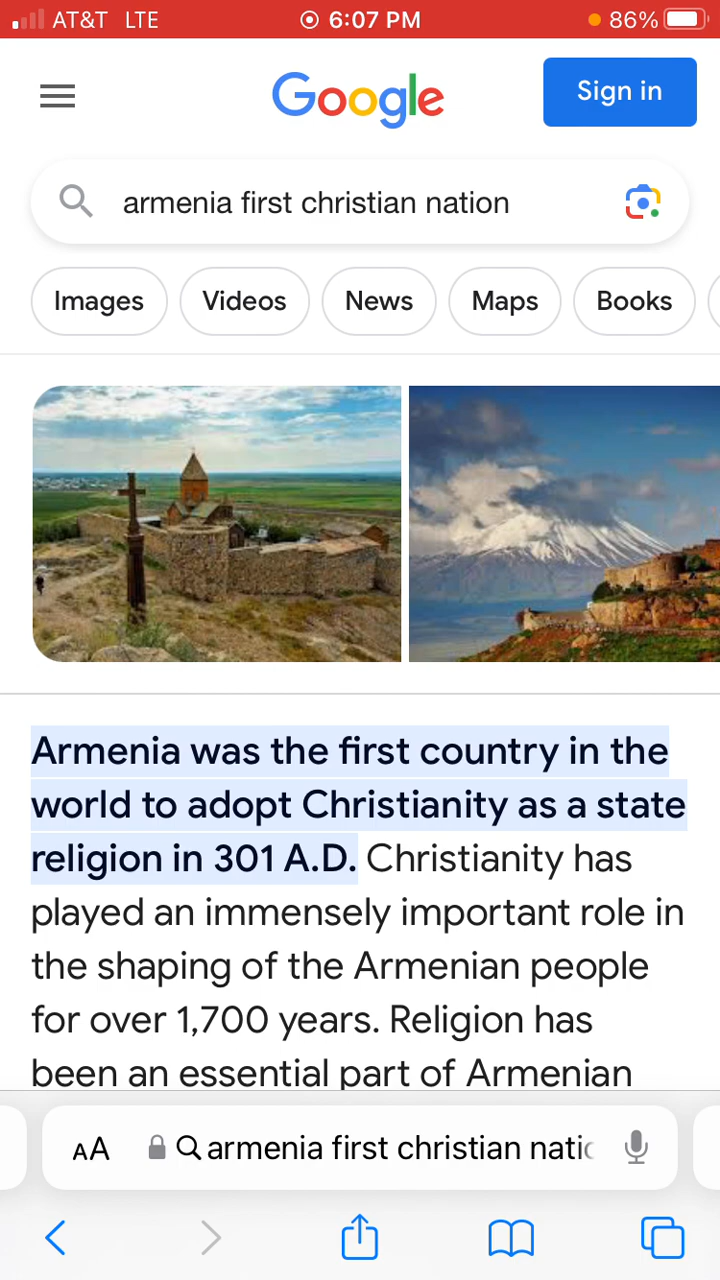 AT&T LTE 6:07 PM 86%
Google
Sign in
armenia first christian nation
Images Videos News Maps Books
Armenia was the first country in the
world to adopt Christianity as a state
religion in 301 A.D. Christianity has
played an immensely important role in
the shaping of the Armenian people
for over 1,700 years. Religion has
been an essential part of Armenian
AA armenia first christian natic